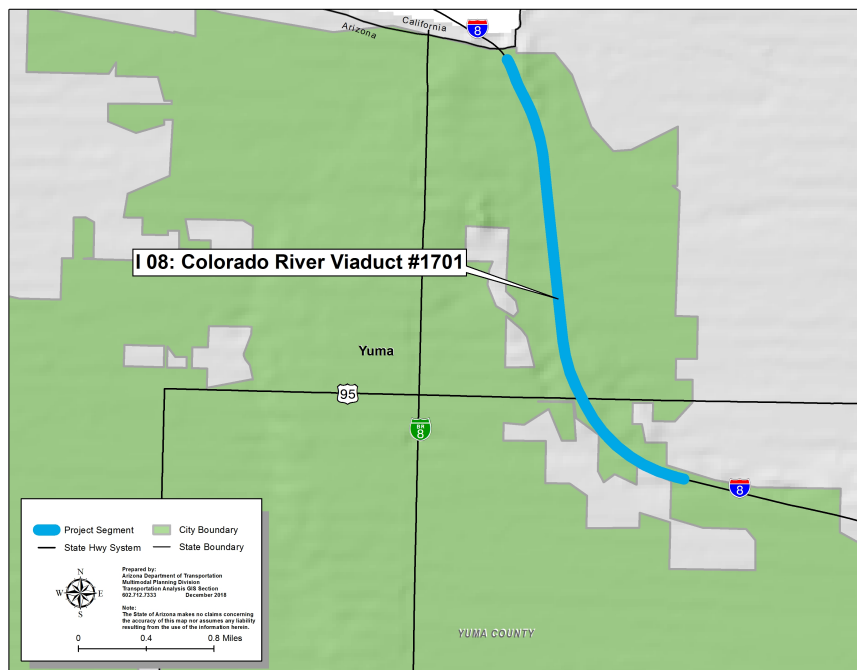 California
Arizona
8
I 08: Colorado River Viaduct #1701
Yuma
95
BR
8
8
Project Segment
City Boundary
State Hwy System
State Boundary
N
W
E
S
Prepared by:
Arizona Department of Transportation
Multimodal Planning Division
Transportation Analysis GIS Section
602.712.7333 December 2018
Note:
The State of Arizona makes no claims concerning
the accuracy of this map nor assumes any liability
resulting from the use of the information herein.
0 0.4 0.8 Miles
YUMA COUNTY